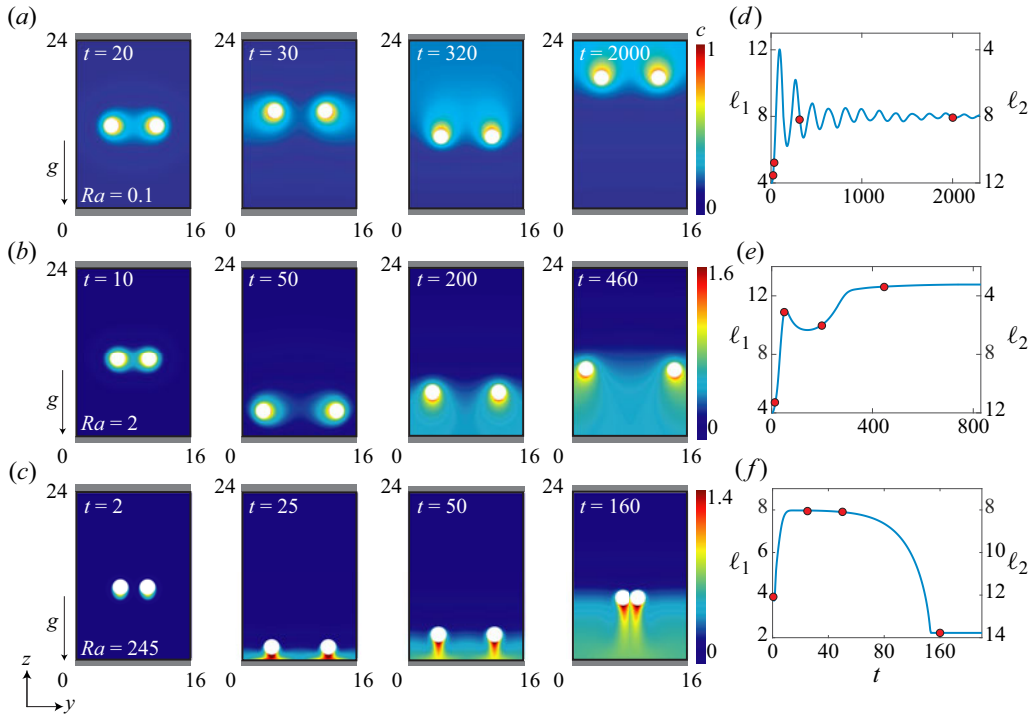 (a)
24
t = 20
t = 30
t = 320
t = 2000
c
1
0
g
Ra = 0.1
0
16
0
16
0
16
0
16
(d)
12
8
4
ℓ1
4
8
12
ℓ2
0
1000
2000
(b)
24
t = 10
24
t = 50
24
t = 200
24
t = 460
1.6
0
g
Ra = 2
0
16
0
16
0
16
0
16
(e)
12
8
4
ℓ1
4
8
12
ℓ2
0
400
800
(c)
24
t = 2
24
t = 25
24
t = 50
24
t = 160
1.4
0
g
Ra = 245
0
16
0
16
0
16
0
16
z
y
(f)
8
6
4
2
ℓ1
8
10
12
14
ℓ2
0
40
80
160
t